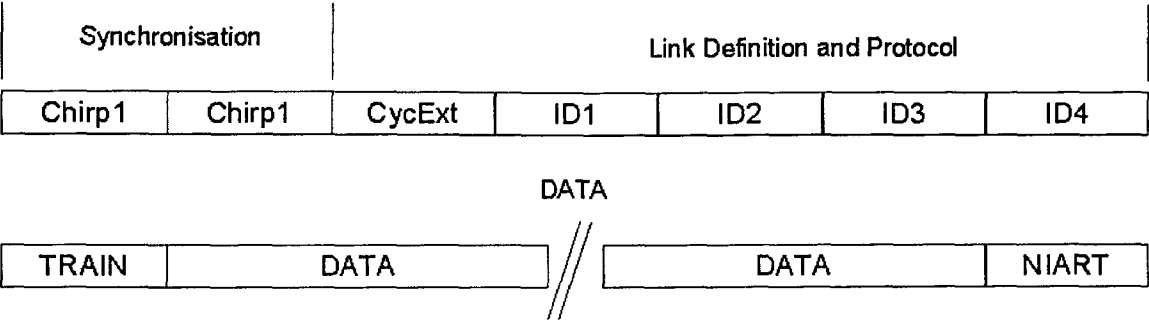 Synchronisation Link Definition and Protocol
Chirp1 Chirp1 CycExt ID1 ID2 ID3 ID4
DATA
TRAIN DATA DATA NIART